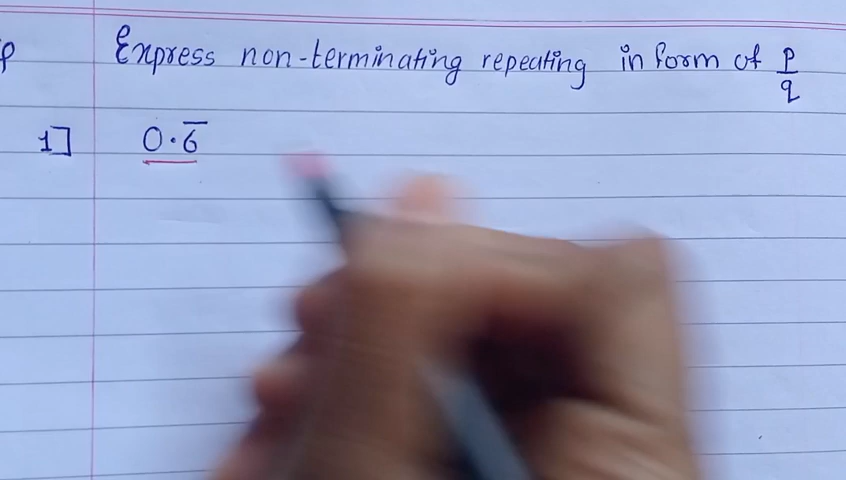 Express non-terminating repeating in form of p/q
1] 0.6̅